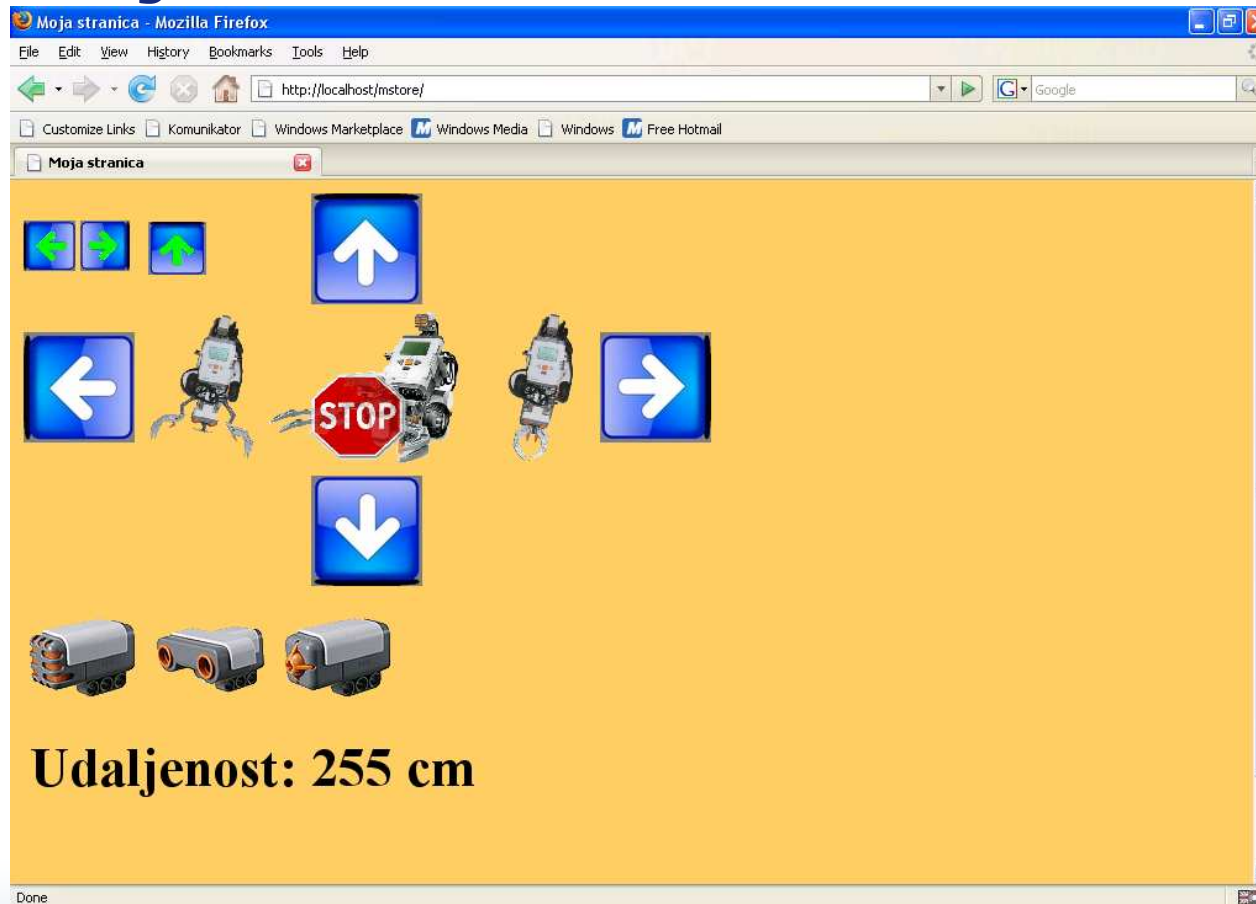 Moja stranica - Mozilla Firefox
File Edit View History Bookmarks Tools Help
http://localhost/mstore/ G Google
Customize Links Komunikator Windows Marketplace Windows Media Windows Free Hotmail
Moja stranica
STOP
Udaljenost: 255 cm
Done